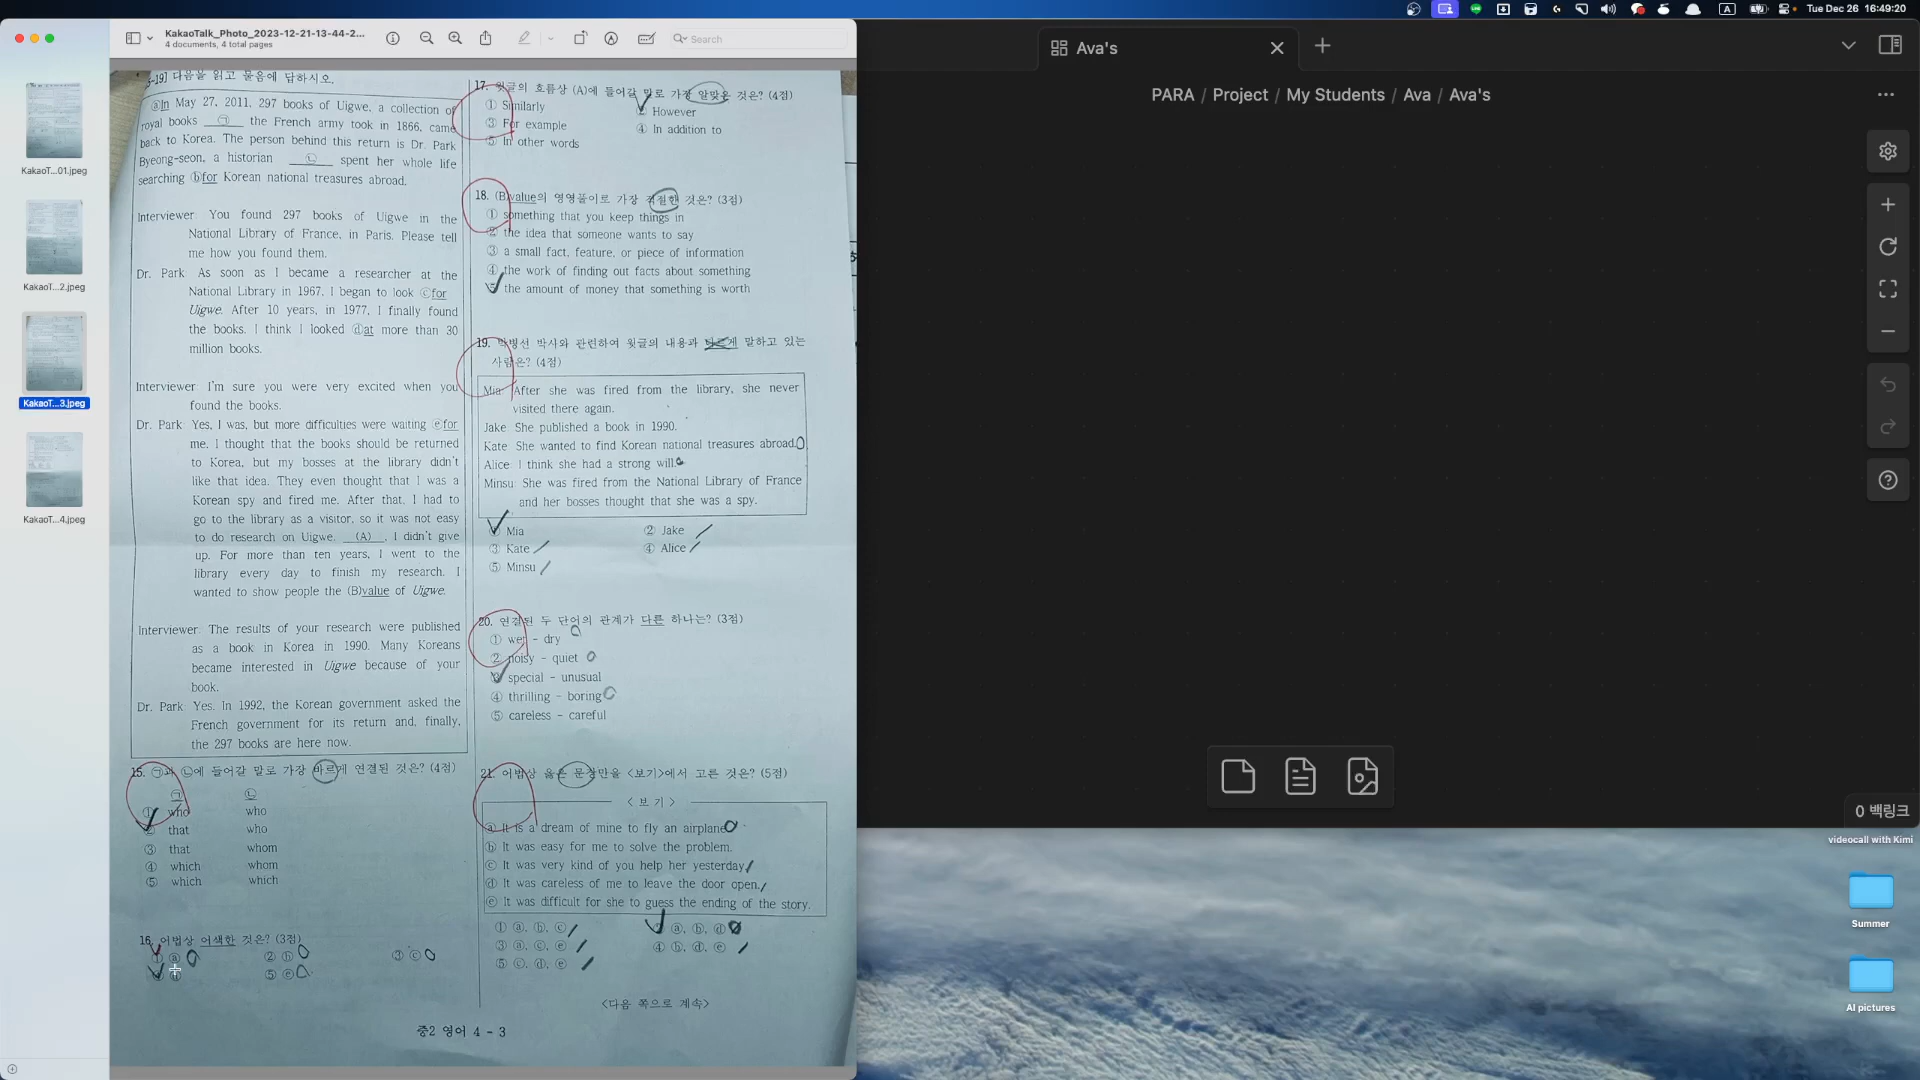 Tue Dec 26 16:49:20
KakaoTalk_Photo_2023-12-21-13-44-2...
4 documents, 4 total pages
Search
KakaoT...01.jpeg
KakaoT...2.jpeg
KakaoT...3.jpeg
KakaoT...4.jpeg
-19] 다음을 읽고 물음에 답하시오.
ⓐIn May 27, 2011, 297 books of Uigwe, a collection of
royal books ㉠ the French army took in 1866, came
back to Korea. The person behind this return is Dr. Park
Byeong-seon, a historian ㉡ spent her whole life
searching ⓑfor Korean national treasures abroad.
Interviewer: You found 297 books of Uigwe in the
National Library of France, in Paris. Please tell
me how you found them.
Dr. Park: As soon as I became a researcher at the
National Library in 1967, I began to look ⓒfor
Uigwe. After 10 years, in 1977, I finally found
the books. I think I looked ⓓat more than 30
million books.
Interviewer: I'm sure you were very excited when you
found the books.
Dr. Park: Yes, I was, but more difficulties were waiting ⓔfor
me. I thought that the books should be returned
to Korea, but my bosses at the library didn't
like that idea. They even thought that I was a
Korean spy and fired me. After that, I had to
go to the library as a visitor, so it was not easy
to do research on Uigwe. (A) , I didn't give
up. For more than ten years, I went to the
library every day to finish my research. I
wanted to show people the (B)value of Uigwe.
Interviewer: The results of your research were published
as a book in Korea in 1990. Many Koreans
became interested in Uigwe because of your
book.
Dr. Park: Yes. In 1992, the Korean government asked the
French government for its return and, finally,
the 297 books are here now.
15. ㉠과 ㉡에 들어갈 말로 가장 바르게 연결된 것은? (4점)
㉠ ㉡
① who who
② that who
③ that whom
④ which whom
⑤ which which
16. 어법상 어색한 것은? (3점)
① ⓐ ② ⓑ ③ ⓒ
⑤ ⓔ
17. 윗글의 흐름상 (A)에 들어갈 말로 가장 알맞은 것은? (4점)
① Similarly ② However
③ For example ④ In addition to
⑤ In other words
18. (B)value의 영영풀이로 가장 적절한 것은? (3점)
① something that you keep things in
② the idea that someone wants to say
③ a small fact, feature, or piece of information
④ the work of finding out facts about something
⑤ the amount of money that something is worth
19. 박병선 박사와 관련하여 윗글의 내용과 다르게 말하고 있는
사람은? (4점)
Mia: After she was fired from the library, she never
visited there again.
Jake: She published a book in 1990.
Kate: She wanted to find Korean national treasures abroad.
Alice: I think she had a strong will.
Minsu: She was fired from the National Library of France
and her bosses thought that she was a spy.
① Mia ② Jake
③ Kate ④ Alice
⑤ Minsu
20. 연결된 두 단어의 관계가 다른 하나는? (3점)
① wet - dry
② noisy - quiet
③ special - unusual
④ thrilling - boring
⑤ careless - careful
21. 어법상 옳은 문장만을 <보기>에서 고른 것은? (5점)
< 보 기 >
ⓐ It is a dream of mine to fly an airplane.
ⓑ It was easy for me to solve the problem.
ⓒ It was very kind of you help her yesterday.
ⓓ It was careless of me to leave the door open.
ⓔ It was difficult for she to guess the ending of the story.
① ⓐ, ⓑ, ⓒ ② ⓐ, ⓑ, ⓓ
③ ⓐ, ⓒ, ⓔ ④ ⓑ, ⓓ, ⓔ
⑤ ⓒ, ⓓ, ⓔ
<다음 쪽으로 계속>
중2 영어 4 - 3
Ava's
PARA / Project / My Students / Ava / Ava's
0 백링크
videocall with Kimi
Summer
AI pictures